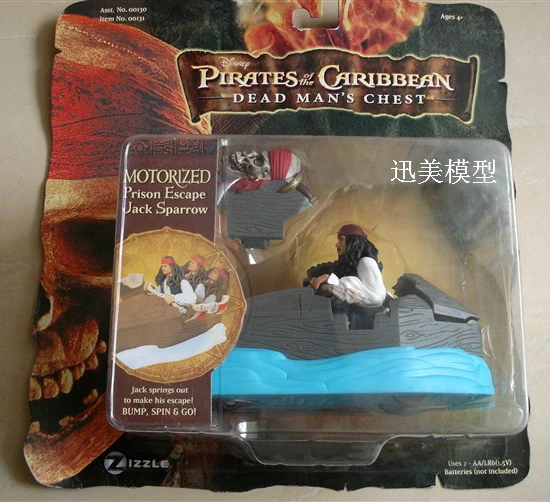 Asst. No. 00130
Item No. 00131
Ages 4+
Disney
PIRATES of the CARIBBEAN
DEAD MAN'S CHEST
迅美模型
MOTORIZED
Prison Escape
Jack Sparrow
Jack springs out
to make his escape!
BUMP, SPIN & GO!
ZIZZLE
Uses 2 - AA/LR6(1.5V)
Batteries (not included)